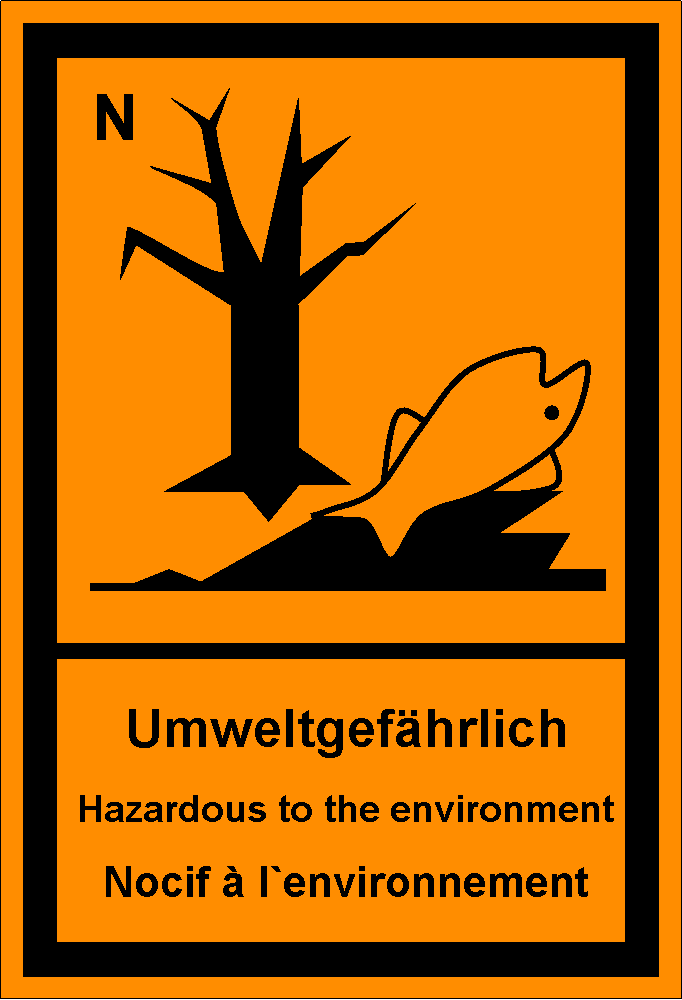 N
Umweltgefährlich
Hazardous to the environment
Nocif à l`environnement